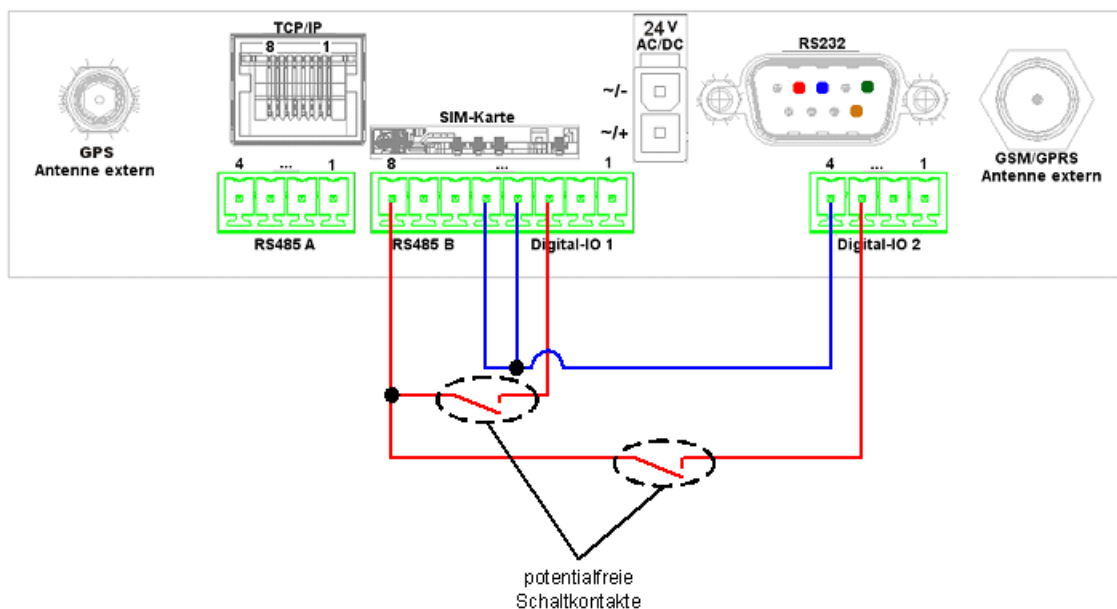 TCP/IP
8 1
24 V
AC/DC
RS232
~/-
~/+
SIM-Karte
GPS
Antenne extern
GSM/GPRS
Antenne extern
4 ... 1
8 ... 1
4 ... 1
RS485 A
RS485 B
Digital-IO 1
Digital-IO 2
potentialfreie
Schaltkontakte